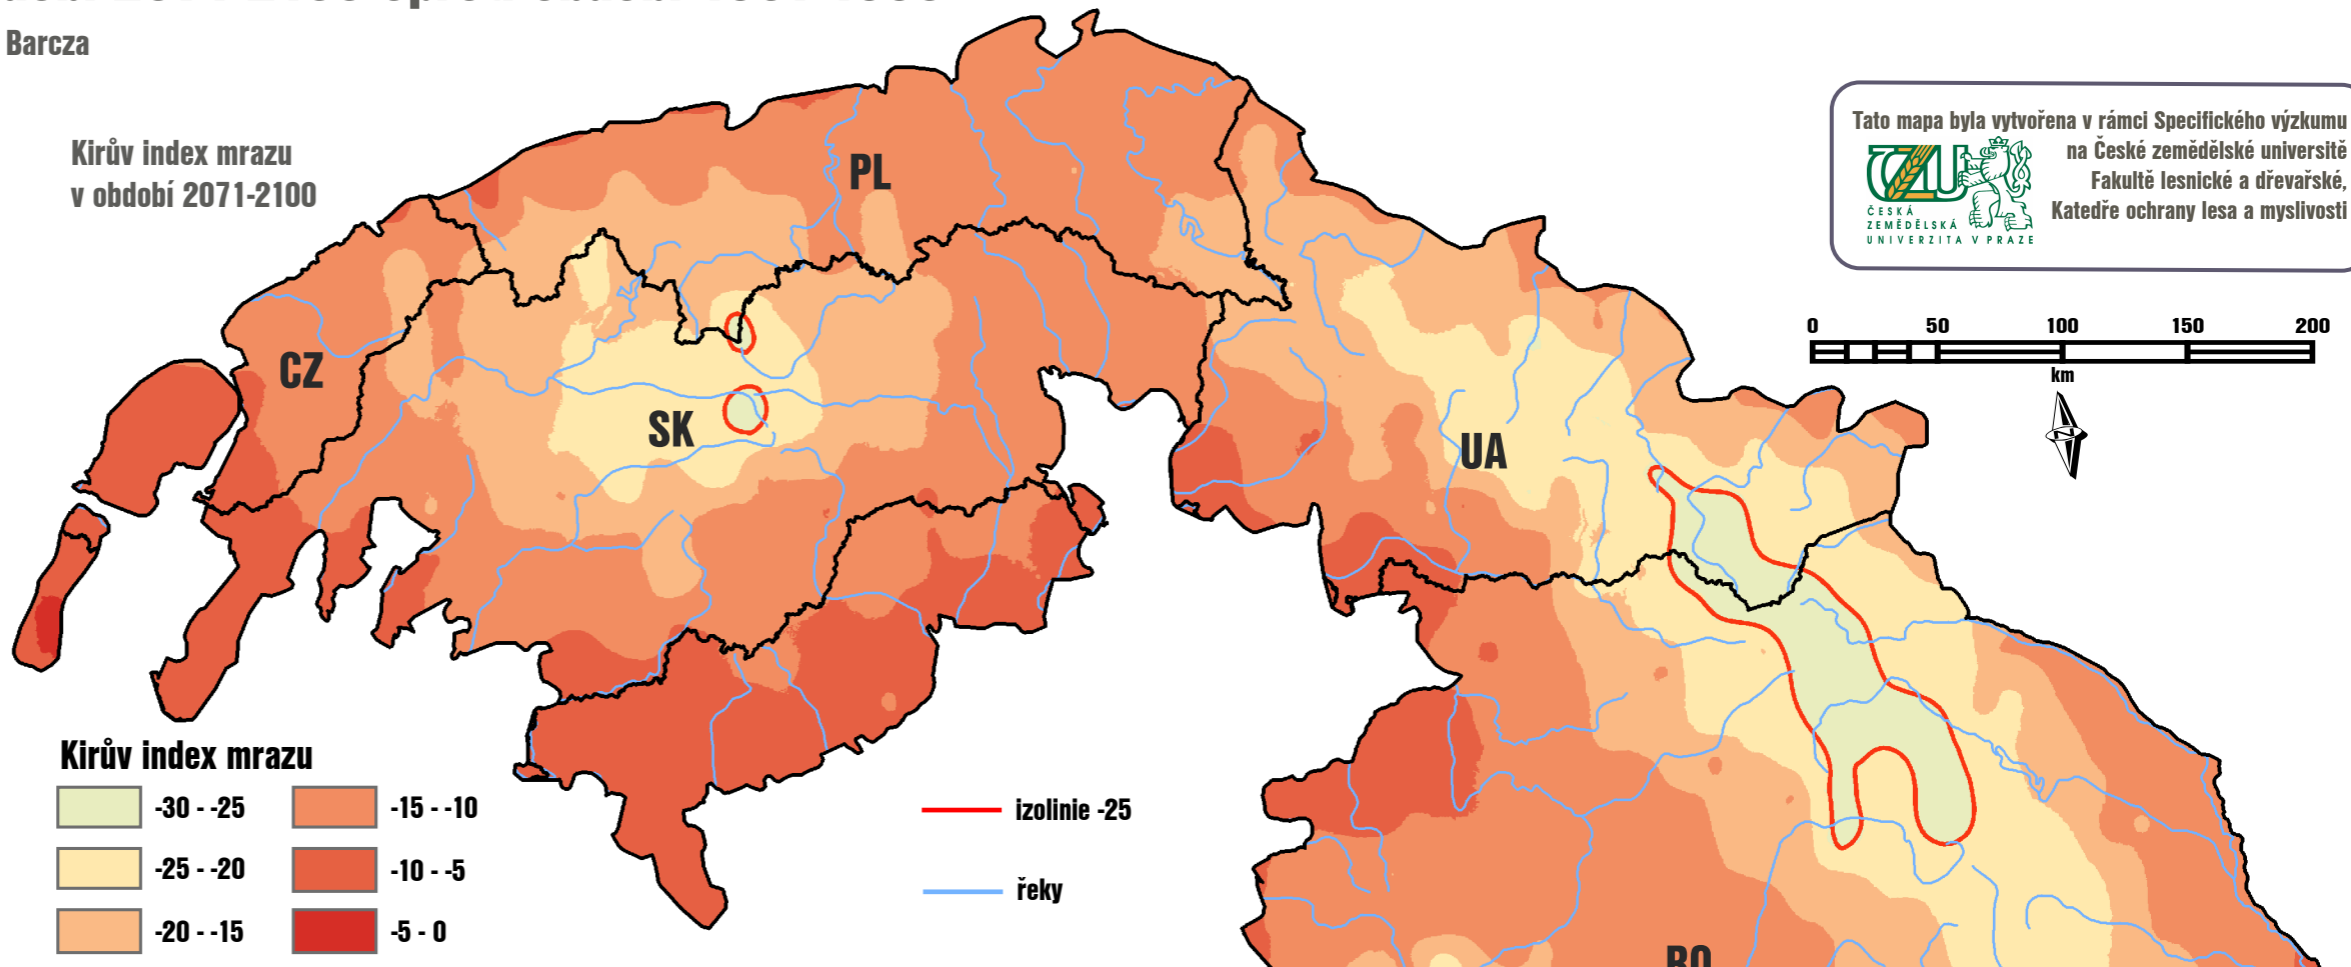 Barcza
Kirův index mrazu
v období 2071-2100
Tato mapa byla vytvořena v rámci Specifického výzkumu
na České zemědělské universitě
Fakultě lesnické a dřevařské,
Katedře ochrany lesa a myslivosti
ČZU
ČESKÁ
ZEMĚDĚLSKÁ
UNIVERZITA V PRAZE
0 50 100 150 200
km
N
PL
CZ
SK
UA
RO
Kirův index mrazu
-30 - -25
-25 - -20
-20 - -15
-15 - -10
-10 - -5
-5 - 0
izolinie -25
řeky